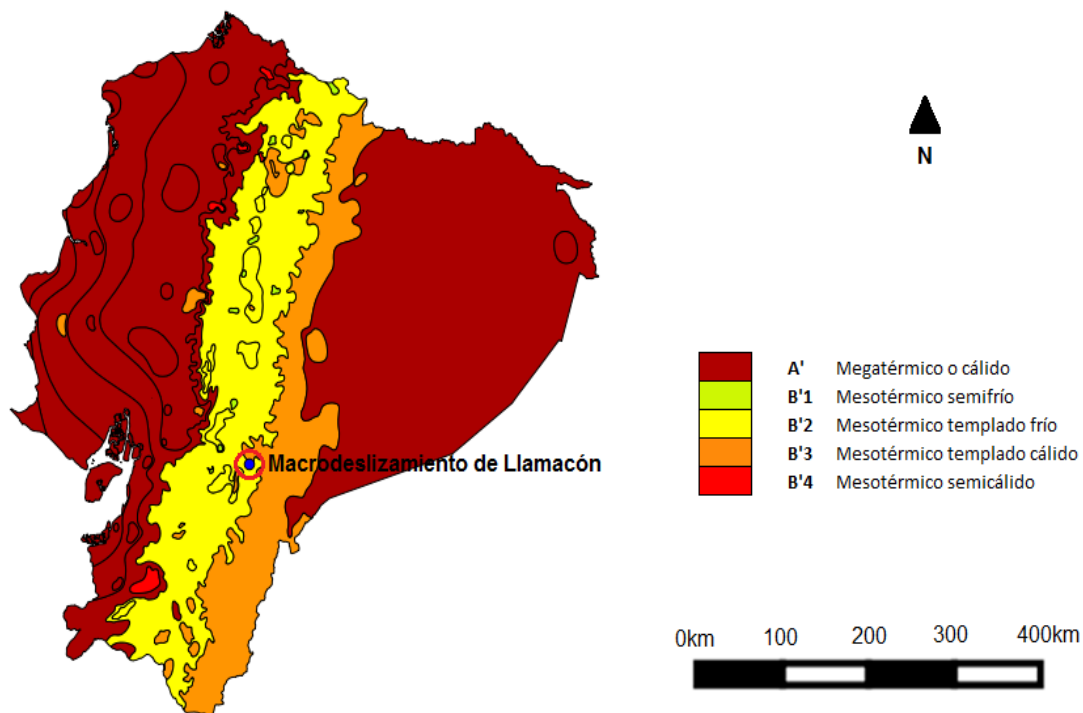 N
Macrodeslizamiento de Llamacón
A' Megatérmico o cálido
B'1 Mesotérmico semifrío
B'2 Mesotérmico templado frío
B'3 Mesotérmico templado cálido
B'4 Mesotérmico semicálido
0km 100 200 300 400km